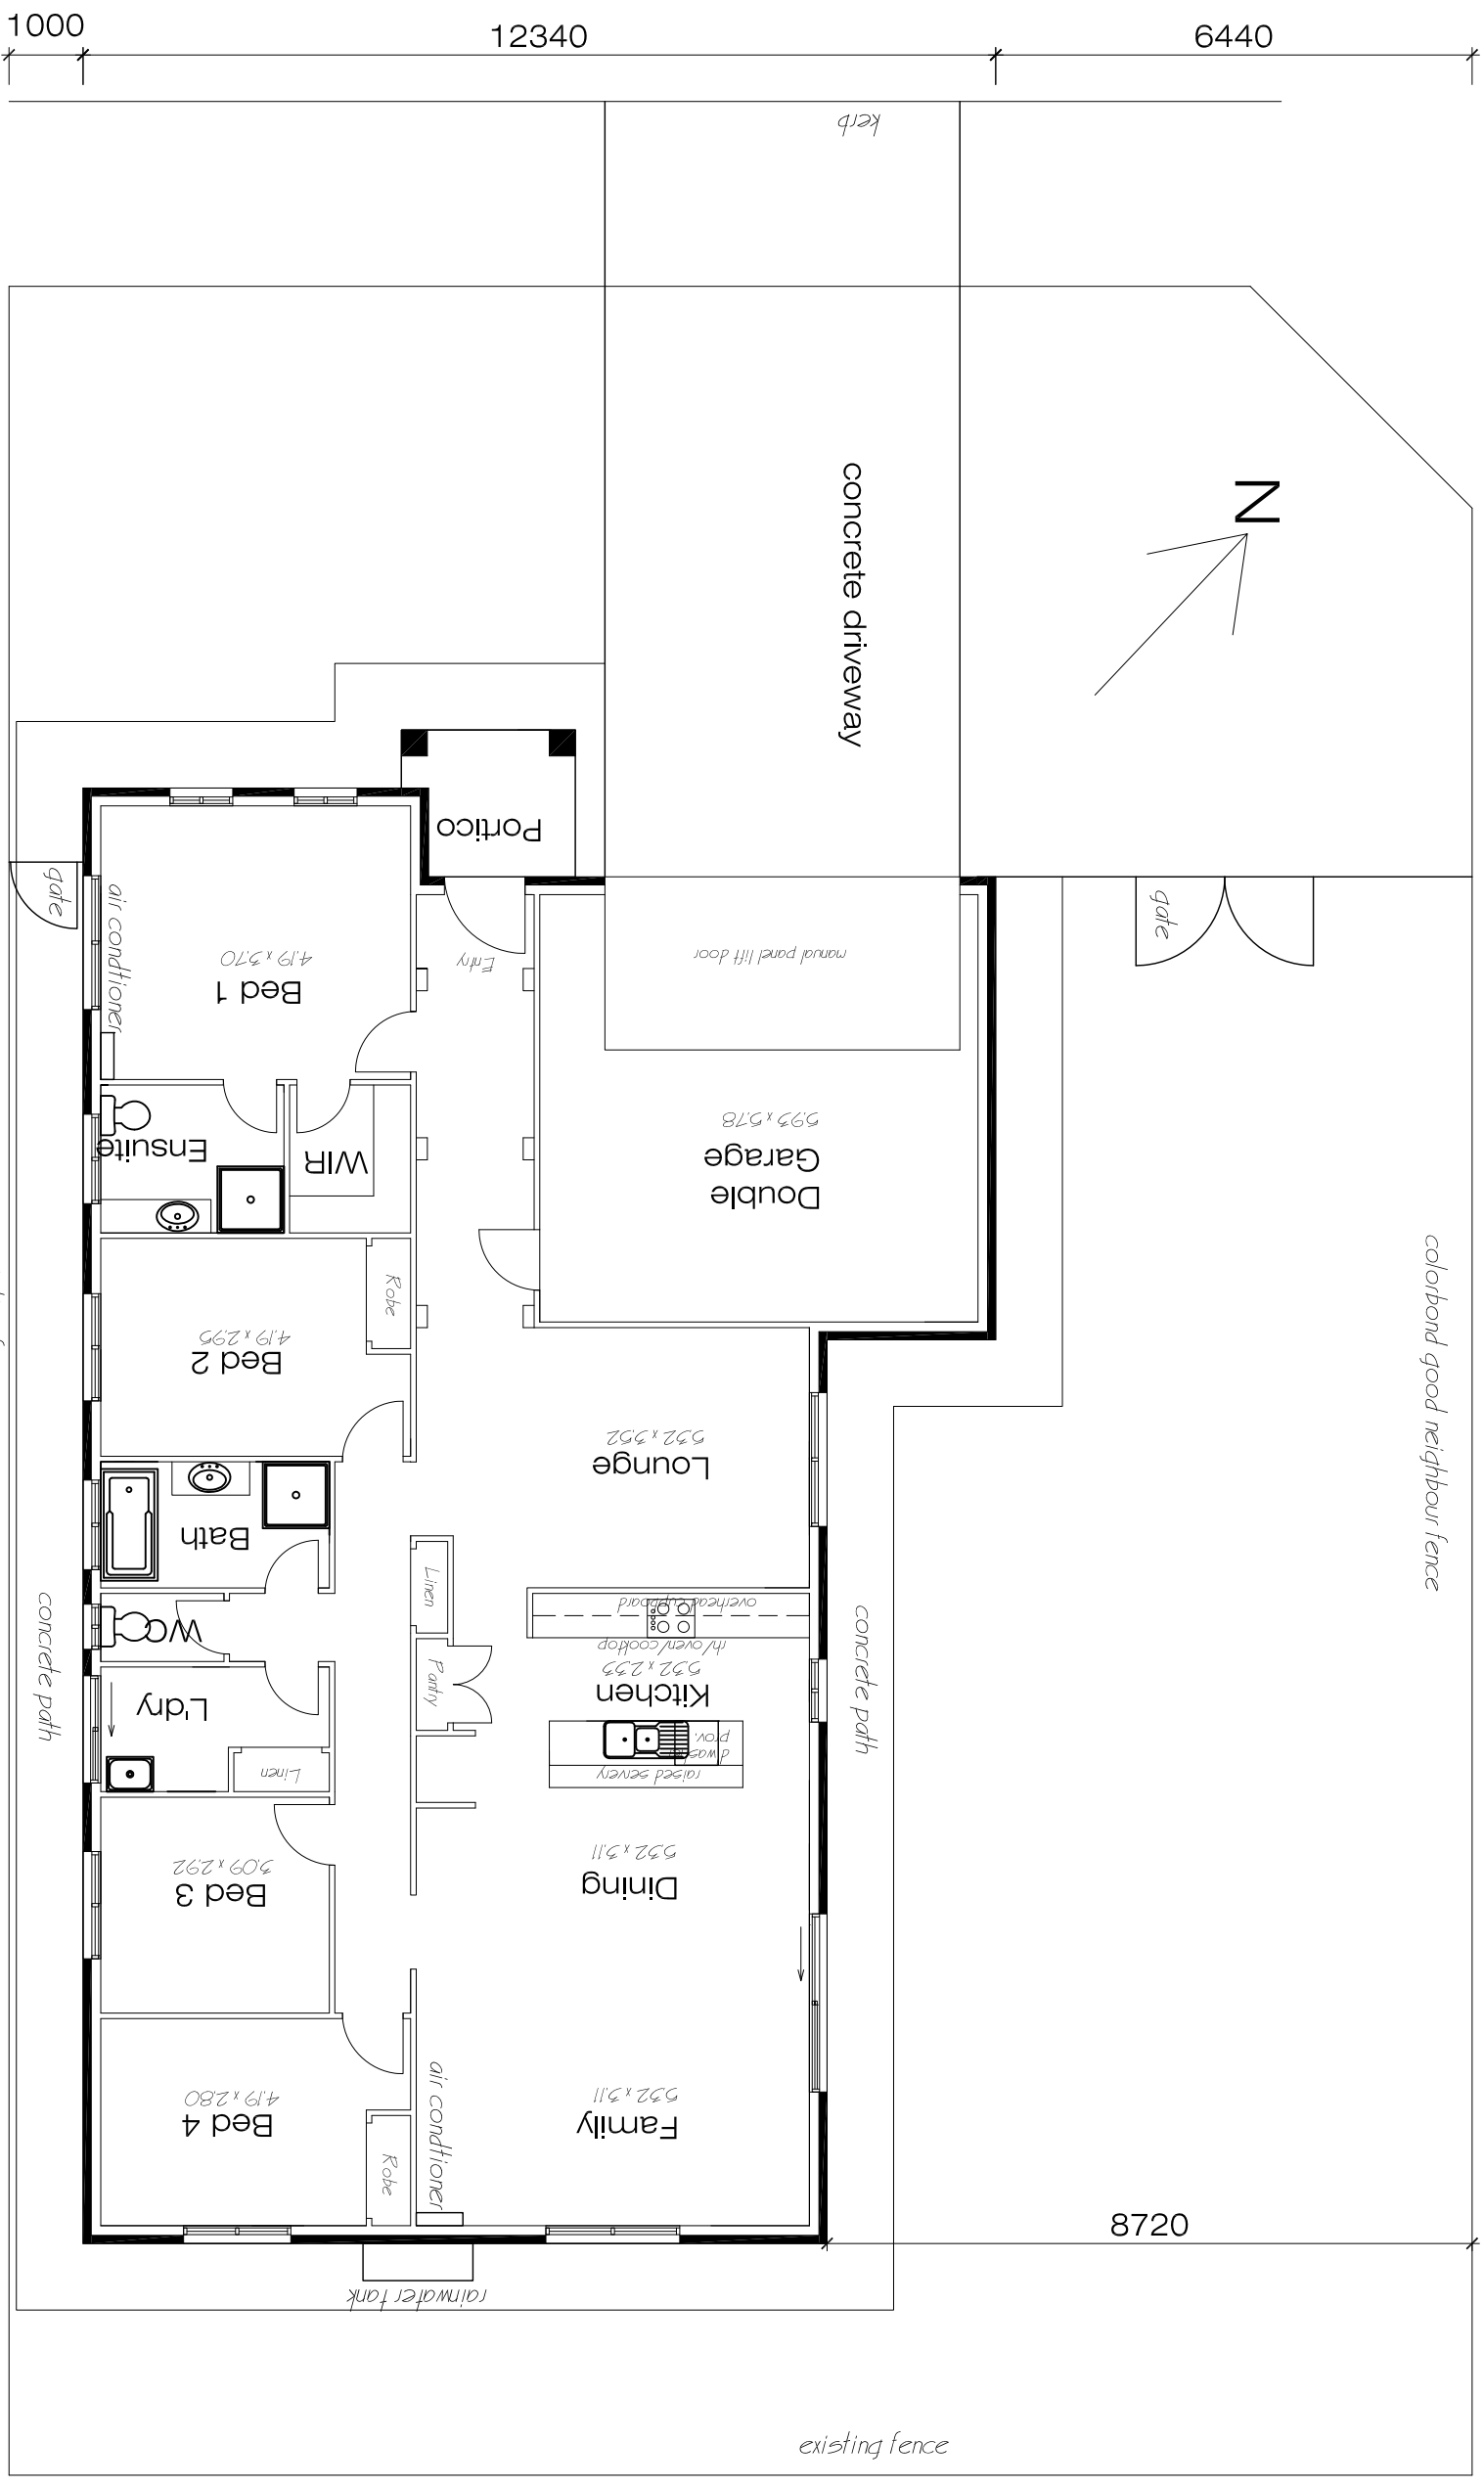 1000
12340
6440
kerb
concrete driveway
N
Portico
gate
gate
air condtioner
4.19 x 3.70
Bed 1
Entry
manual panel lift door
5.93 x 5.78
Double
Garage
Ensuite
WIR
Robe
4.19 x 2.95
Bed 2
colorbond good neighbour fence
5.32 x 3.52
Lounge
Bath
Linen
overhead cupboard
rh/oven/cooktop
WC
concrete path
concrete path
Pantry
5.32 x 2.33
Kitchen
L'dry
prov.
d.wash
raised servery
Linen
5.32 x 3.11
Dining
3.09 x 2.92
Bed 3
air condtioner
4.19 x 2.80
Bed 4
5.32 x 3.11
Family
Robe
8720
rainwater tank
existing fence